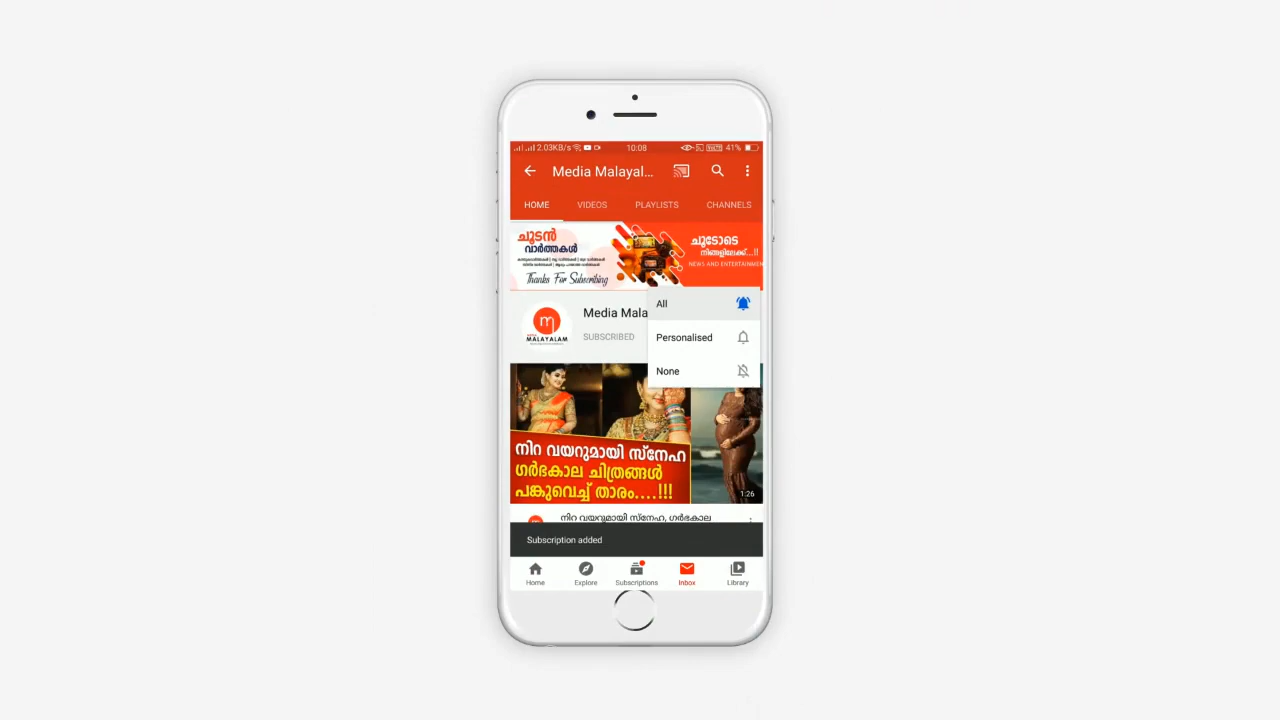 2.03KB/s 10:08 41%
Media Malayal...
HOME VIDEOS PLAYLISTS CHANNELS
ചൂടൻ
വാർത്തകൾ
Thanks For Subscribing
ചൂടോടെ
നിങ്ങളിലേക്ക്...!!
NEWS AND ENTERTAINMEN
Media Mala
SUBSCRIBED
MALAYALAM
All
Personalised
None
നിറ വയറുമായി സ്നേഹ
ഗർഭകാല ചിത്രങ്ങൾ
പങ്കുവെച്ച് താരം....!!!
1:26
നിറ വയറുമായി സ്നേഹ, ഗർഭകാല
Subscription added
Home Explore Subscriptions Inbox Library